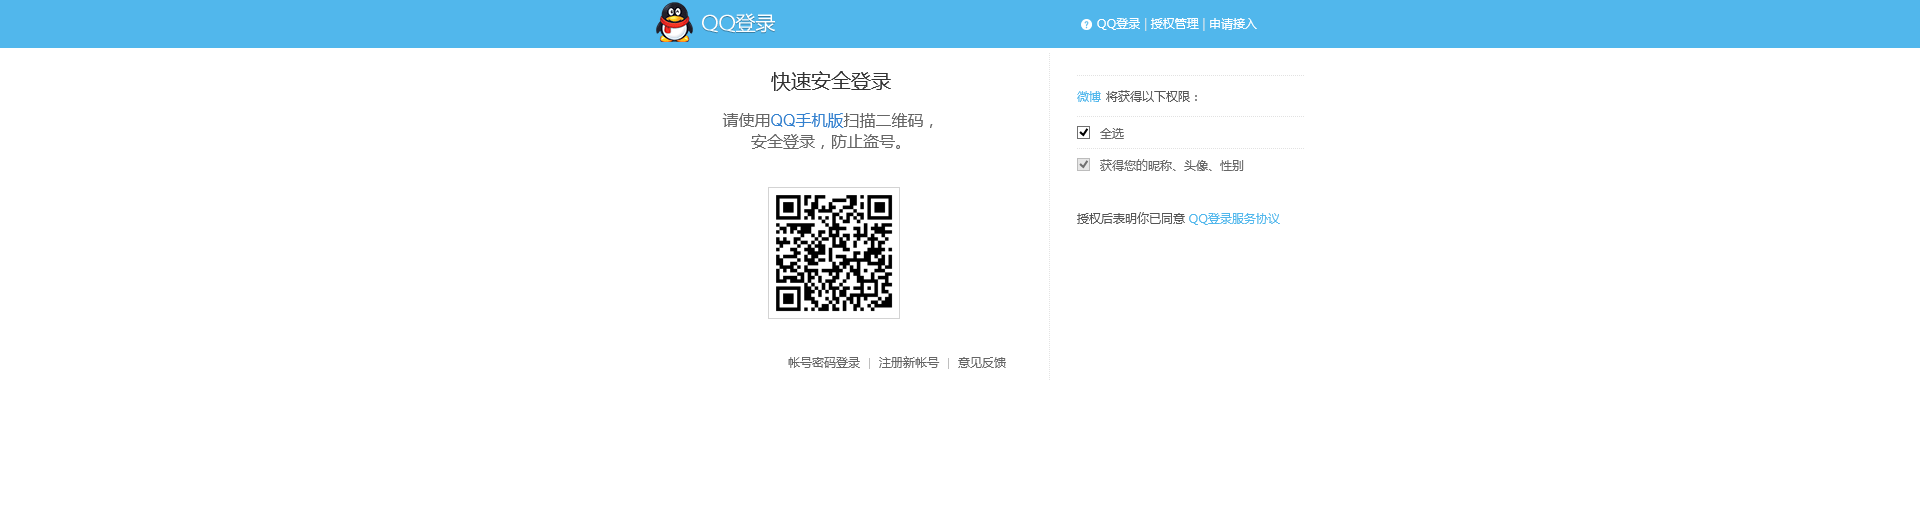 QQ登录
QQ登录 | 授权管理 | 申请接入
快速安全登录
请使用QQ手机版扫描二维码，
安全登录，防止盗号。
帐号密码登录 | 注册新帐号 | 意见反馈
微博 将获得以下权限：
全选
获得您的昵称、头像、性别
授权后表明你已同意 QQ登录服务协议